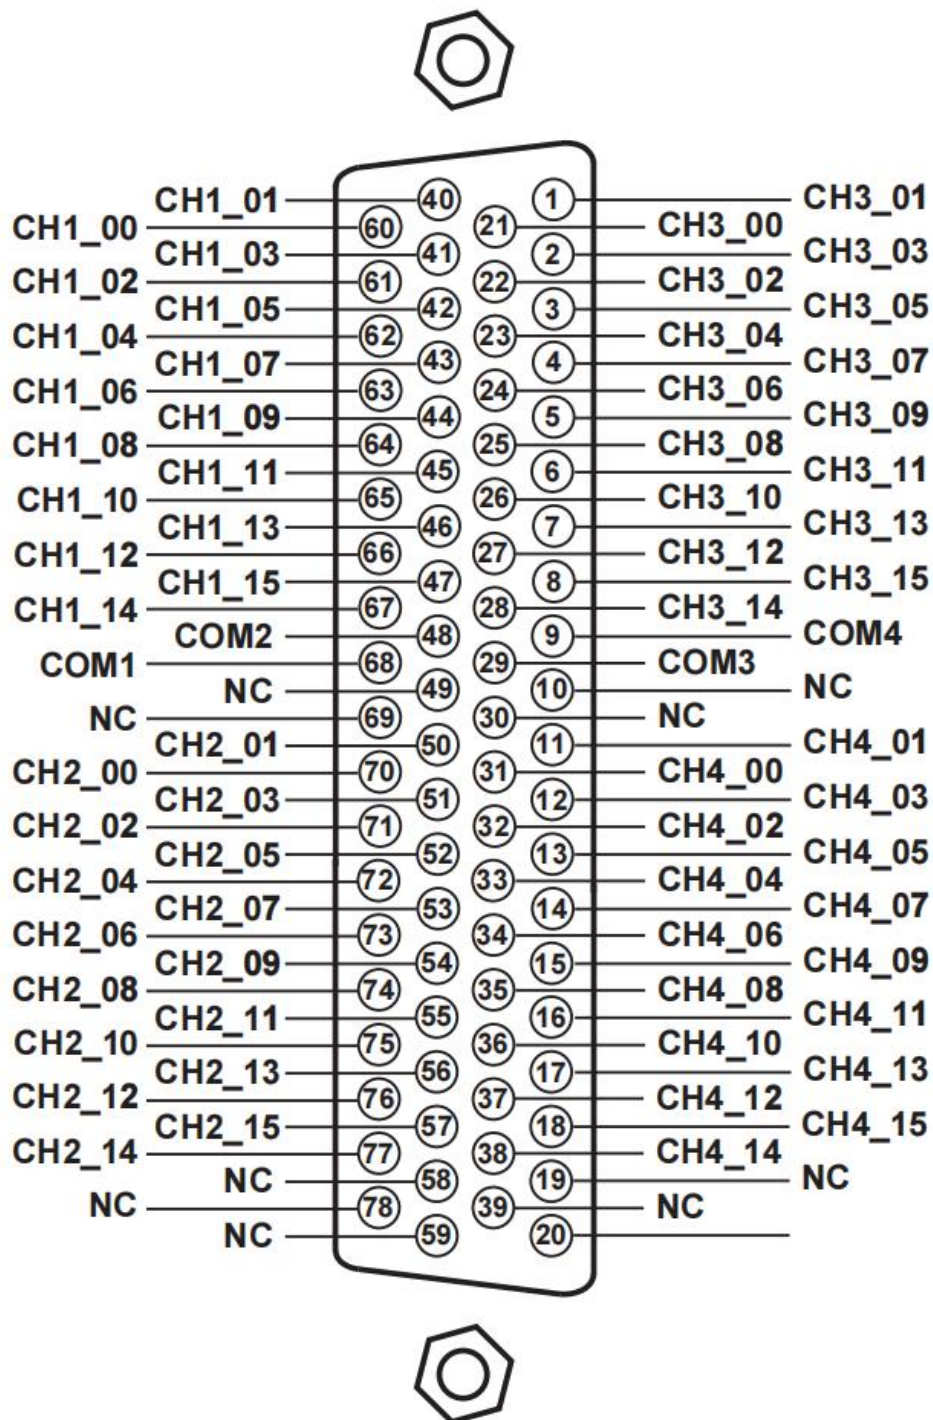 CH1_01 40 1 CH3_01
CH1_00 60 21 CH3_00
CH1_03 41 2 CH3_03
CH1_02 61 22 CH3_02
CH1_05 42 3 CH3_05
CH1_04 62 23 CH3_04
CH1_07 43 4 CH3_07
CH1_06 63 24 CH3_06
CH1_09 44 5 CH3_09
CH1_08 64 25 CH3_08
CH1_11 45 6 CH3_11
CH1_10 65 26 CH3_10
CH1_13 46 7 CH3_13
CH1_12 66 27 CH3_12
CH1_15 47 8 CH3_15
CH1_14 67 28 CH3_14
COM2 48 9 COM4
COM1 68 29 COM3
NC 49 10 NC
NC 69 30 NC
CH2_01 50 11 CH4_01
CH2_00 70 31 CH4_00
CH2_03 51 12 CH4_03
CH2_02 71 32 CH4_02
CH2_05 52 13 CH4_05
CH2_04 72 33 CH4_04
CH2_07 53 14 CH4_07
CH2_06 73 34 CH4_06
CH2_09 54 15 CH4_09
CH2_08 74 35 CH4_08
CH2_11 55 16 CH4_11
CH2_10 75 36 CH4_10
CH2_13 56 17 CH4_13
CH2_12 76 37 CH4_12
CH2_15 57 18 CH4_15
CH2_14 77 38 CH4_14
NC 58 19 NC
NC 78 39 NC
NC 59 20